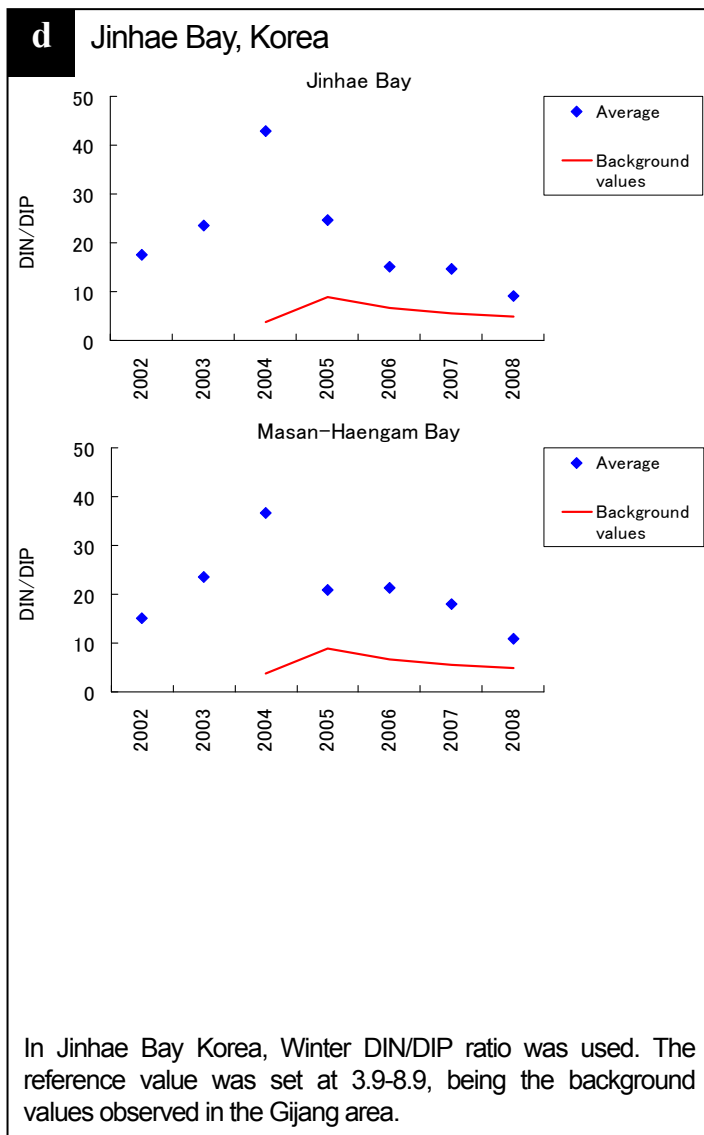 d Jinhae Bay, Korea
Jinhae Bay
50
40
30
20
10
0
DIN/DIP
2002 2003 2004 2005 2006 2007 2008
Average
Background
values
Masan-Haengam Bay
50
40
30
20
10
0
DIN/DIP
2002 2003 2004 2005 2006 2007 2008
Average
Background
values
In Jinhae Bay Korea, Winter DIN/DIP ratio was used. The
reference value was set at 3.9-8.9, being the background
values observed in the Gijang area.